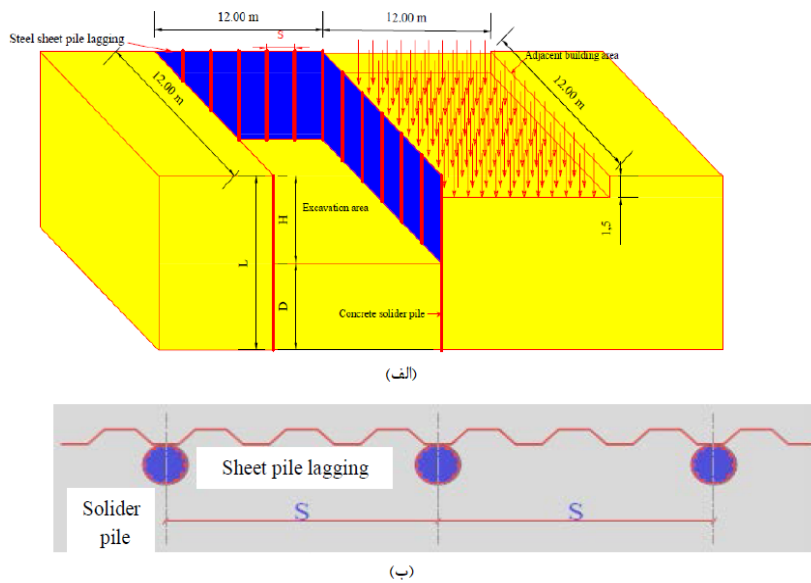 12.00 m
12.00 m
Steel sheet pile lagging
S
Adjacent building area
12.00 m
12.00 m
H
Excavation area
1,5
L
D
Concrete solider pile
(الف)
Sheet pile lagging
Solider
pile
S
S
(ب)